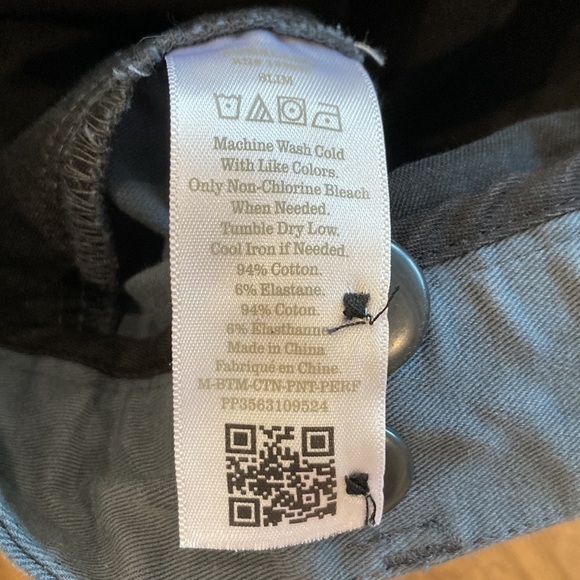 SLIM
Machine Wash Cold
With Like Colors.
Only Non-Chlorine Bleach
When Needed.
Tumble Dry Low.
Cool Iron if Needed.
94% Cotton.
6% Elastane.
94% Coton.
6% Elasthanne
Made in China
Fabriqué en Chine.
M-BTM-CTN-PNT-PERF
PP3563109524